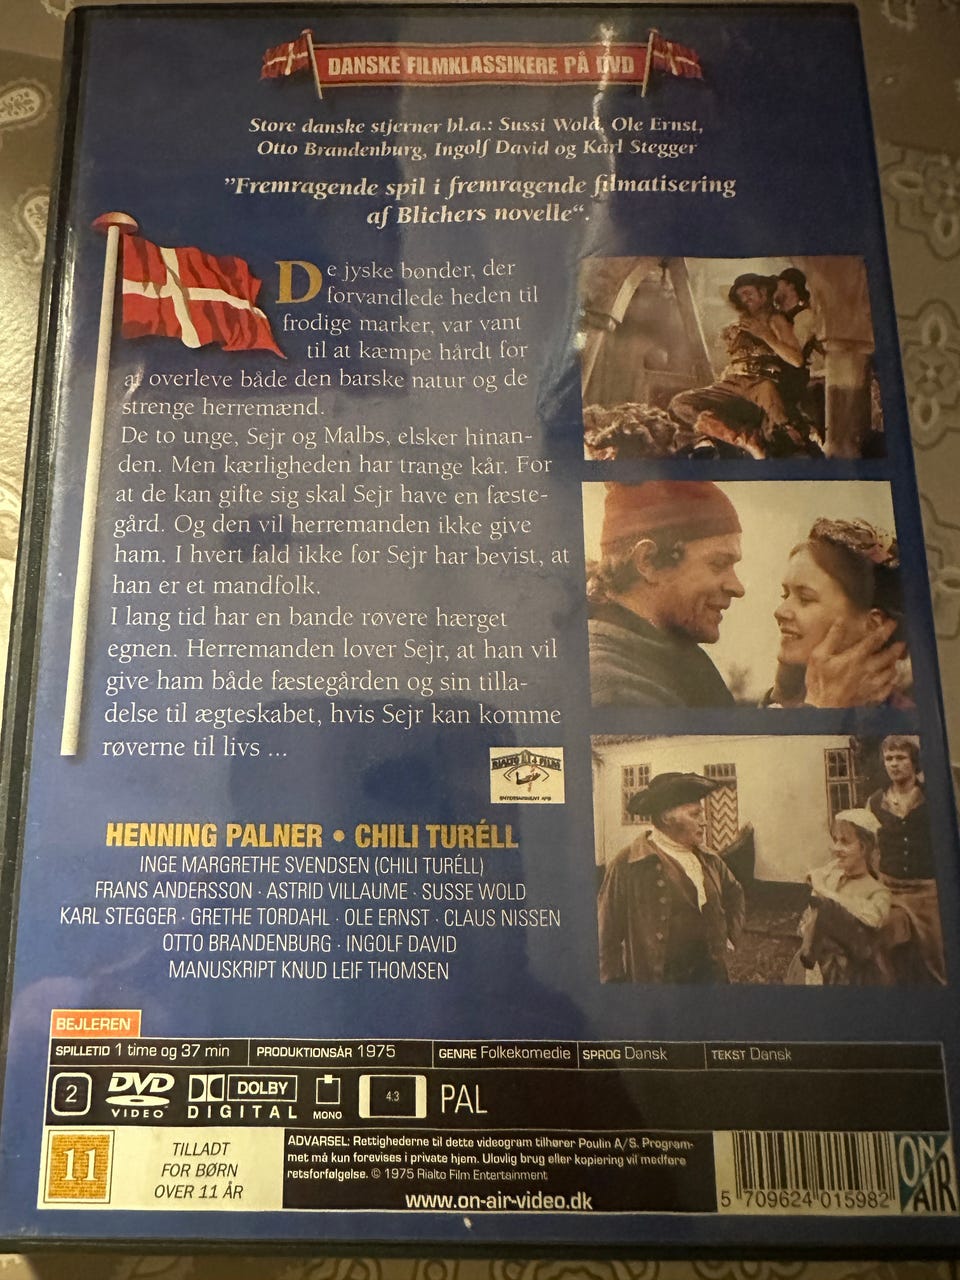 DANSKE FILMKLASSIKERE PÅ DVD
Store danske stjerner bl.a.: Sussi Wold, Ole Ernst,
Otto Brandenburg, Ingolf David og Karl Stegger
"Fremragende spil i fremragende filmatisering
af Blichers novelle".
De jyske bønder, der
forvandlede heden til
frodige marker, var vant
til at kæmpe hårdt for
at overleve både den barske natur og de
strenge herremænd.
De to unge, Sejr og Malbs, elsker hinan-
den. Men kærligheden har trange kår. For
at de kan gifte sig skal Sejr have en fæste-
gård. Og den vil herremanden ikke give
ham. I hvert fald ikke før Sejr har bevist, at
han er et mandfolk.
I lang tid har en bande røvere hærget
egnen. Herremanden lover Sejr, at han vil
give ham både fæstegården og sin tilla-
delse til ægteskabet, hvis Sejr kan komme
røverne til livs ...
RIALTO FILM
ENTERTAINMENT APS
HENNING PALNER • CHILI TURÉLL
INGE MARGRETHE SVENDSEN (CHILI TURÉLL)
FRANS ANDERSSON · ASTRID VILLAUME · SUSSE WOLD
KARL STEGGER · GRETHE TORDAHL · OLE ERNST · CLAUS NISSEN
OTTO BRANDENBURG · INGOLF DAVID
MANUSKRIPT KNUD LEIF THOMSEN
BEJLEREN
SPILLETID 1 time og 37 min PRODUKTIONSÅR 1975 GENRE Folkekomedie SPROG Dansk TEKST Dansk
2 DVD VIDEO DOLBY DIGITAL MONO 4:3 PAL
11
TILLADT
FOR BØRN
OVER 11 ÅR
ADVARSEL: Rettighederne til dette videogram tilhører Poulin A/S. Program-
met må kun forevises i private hjem. Ulovlig brug eller kopiering vil medføre
retsforfølgelse. © 1975 Rialto Film Entertainment
www.on-air-video.dk
5 709624 015982
ON AIR